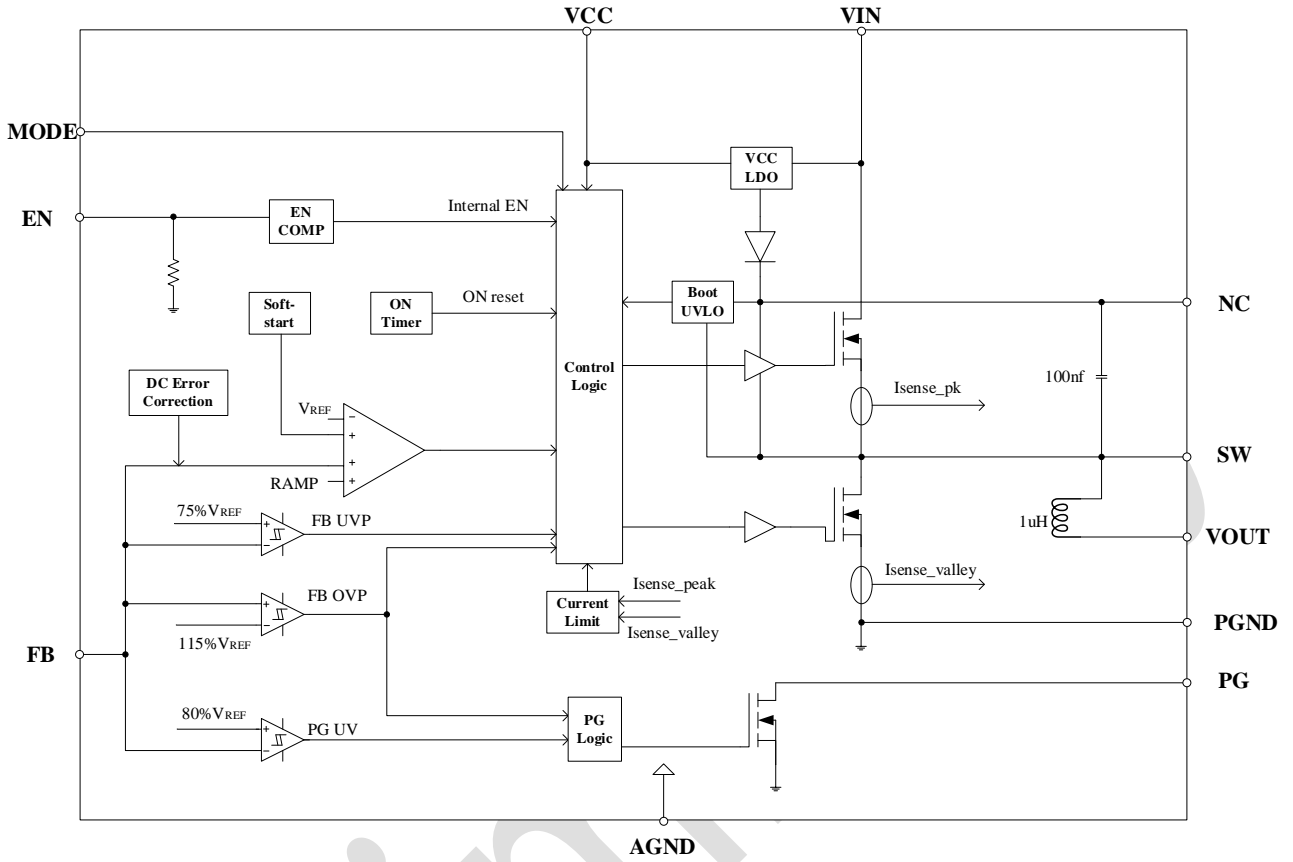 VCC
VIN
MODE
VCC
LDO
EN
EN
COMP
Internal EN
Soft-
start
ON
Timer
ON reset
Boot
UVLO
NC
Control
Logic
DC Error
Correction
VREF
RAMP
Isense_pk
100nf
SW
75%VREF
FB UVP
1uH
VOUT
FB OVP
115%VREF
Current
Limit
Isense_peak
Isense_valley
Isense_valley
PGND
FB
PG
80%VREF
PG UV
PG
Logic
AGND